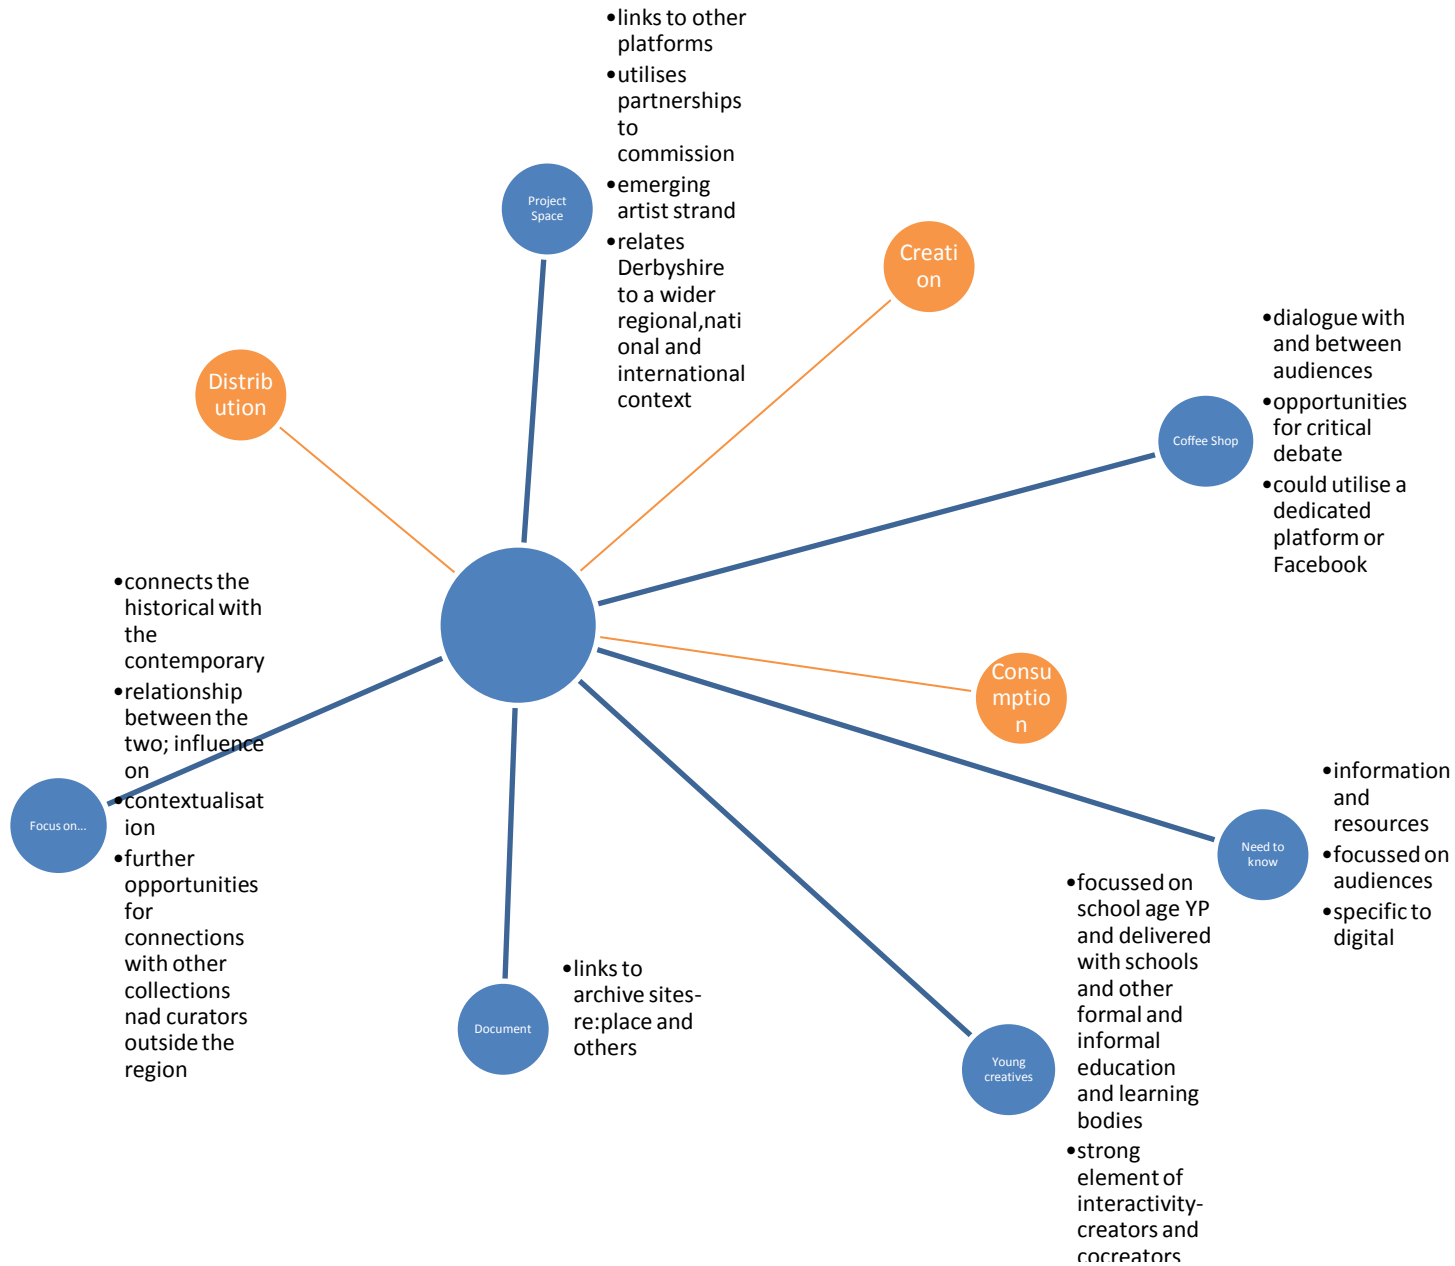 •links to other
platforms
•utilises
partnerships
to
commission
•emerging
artist strand
•relates
Derbyshire
to a wider
regional,nati
onal and
international
context
Project
Space
Creati
on
Distrib
ution
•dialogue with
and between
audiences
•opportunities
for critical
debate
•could utilise a
dedicated
platform or
Facebook
Coffee Shop
•connects the
historical with
the
contemporary
•relationship
between the
two; influence
on
•contextualisat
ion
•further
opportunities
for
connections
with other
collections
nad curators
outside the
region
Focus on...
Consu
mptio
n
•information
and
resources
•focussed on
audiences
•specific to
digital
Need to
know
•focussed on
school age YP
and delivered
with schools
and other
formal and
informal
education
and learning
bodies
•strong
element of
interactivity-
creators and
cocreators
Young
creatives
•links to
archive sites-
re:place and
others
Document